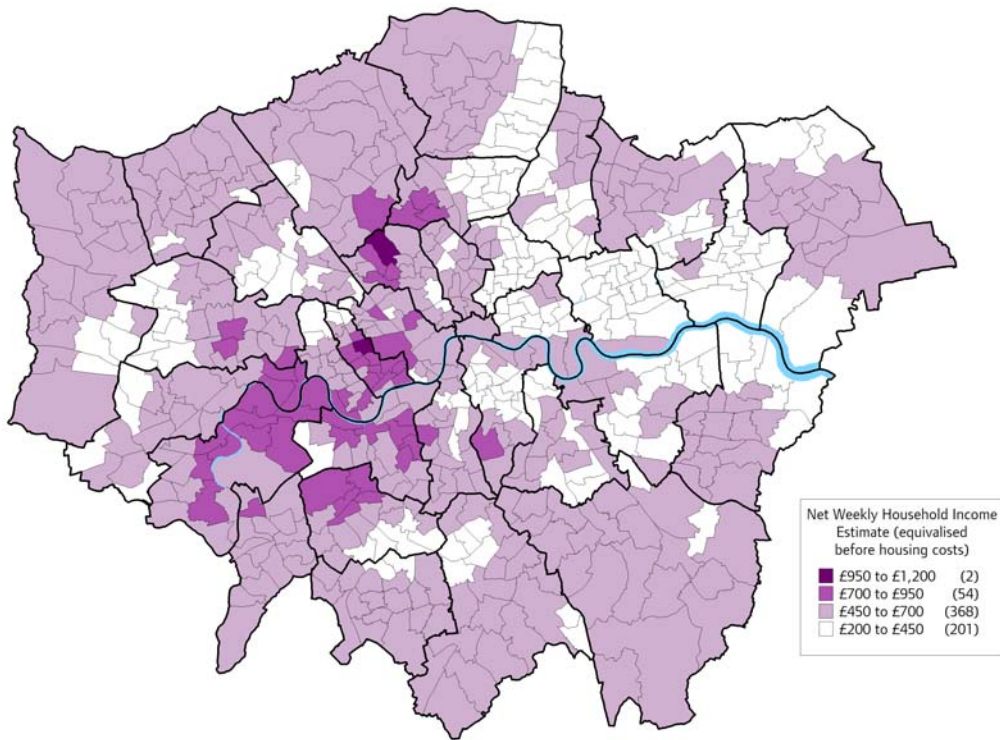 Net Weekly Household Income
Estimate (equivalised
before housing costs)
£950 to £1,200 (2)
£700 to £950 (54)
£450 to £700 (368)
£200 to £450 (201)